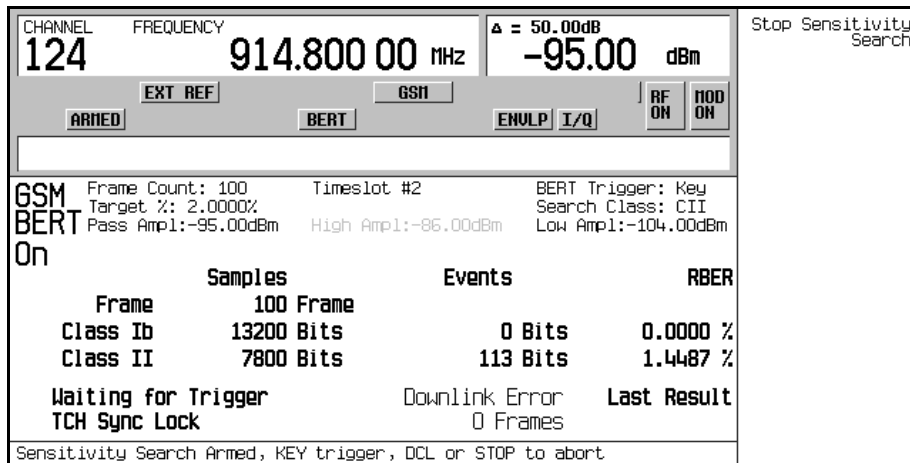 CHANNEL FREQUENCY Δ = 50.00dB
124 914.800 00 MHz -95.00 dBm
Stop Sensitivity
Search
EXT REF GSM RF ON MOD ON
ARMED BERT ENVLP I/Q
GSM BERT On
Frame Count: 100 Timeslot #2 BERT Trigger: Key
Target %: 2.0000% Search Class: CII
Pass Ampl:-95.00dBm High Ampl:-86.00dBm Low Ampl:-104.00dBm
Samples Events RBER
Frame 100 Frame
Class Ib 13200 Bits 0 Bits 0.0000 %
Class II 7800 Bits 113 Bits 1.4487 %
Waiting for Trigger Downlink Error Last Result
TCH Sync Lock 0 Frames
Sensitivity Search Armed, KEY trigger, DCL or STOP to abort